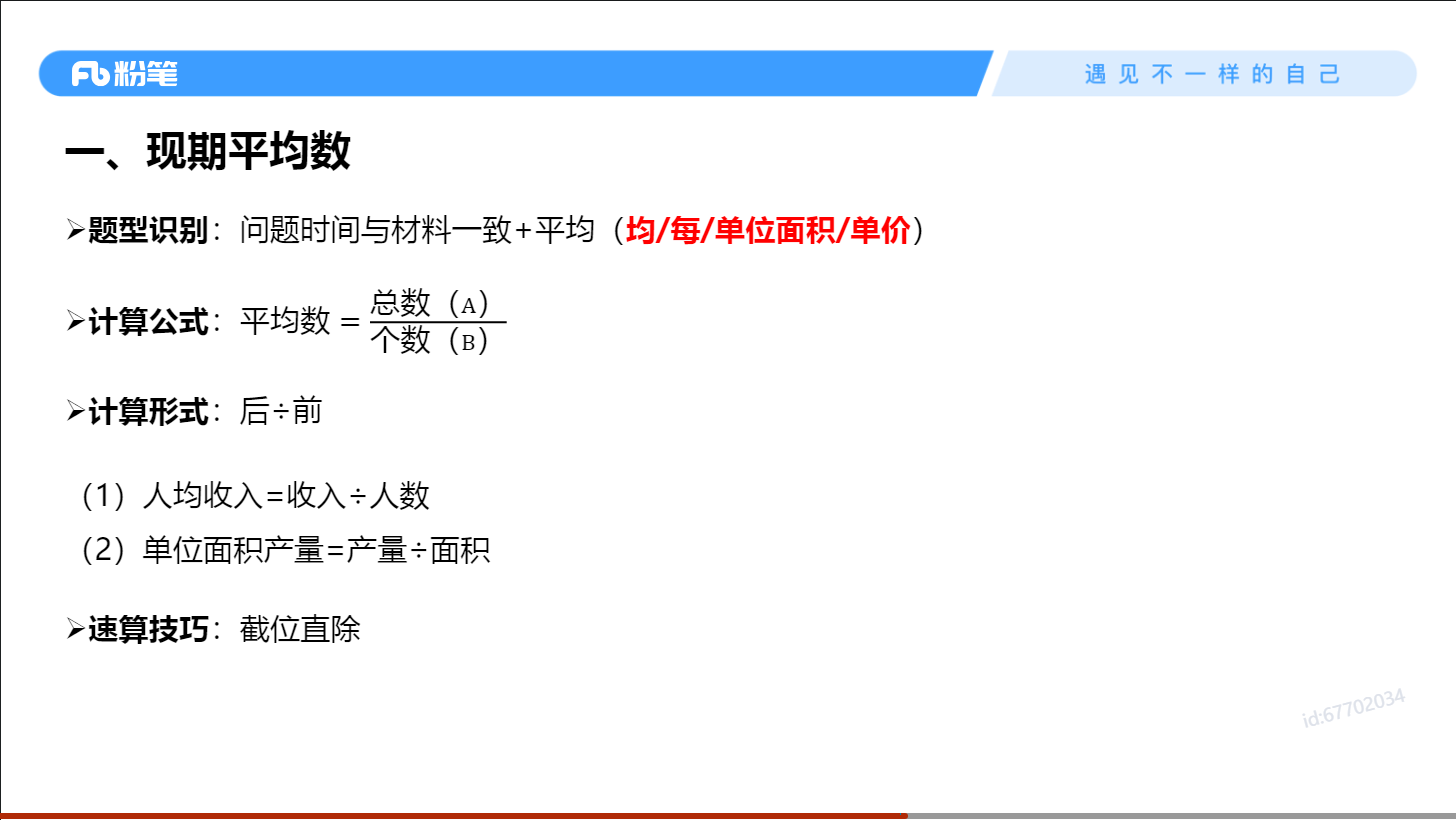 粉笔
遇见不一样的自己
一、现期平均数
➢题型识别：问题时间与材料一致+平均（均/每/单位面积/单价）
➢计算公式：平均数 = 总数（A）/个数（B）
➢计算形式：后÷前
（1）人均收入=收入÷人数
（2）单位面积产量=产量÷面积
➢速算技巧：截位直除
id:67702034